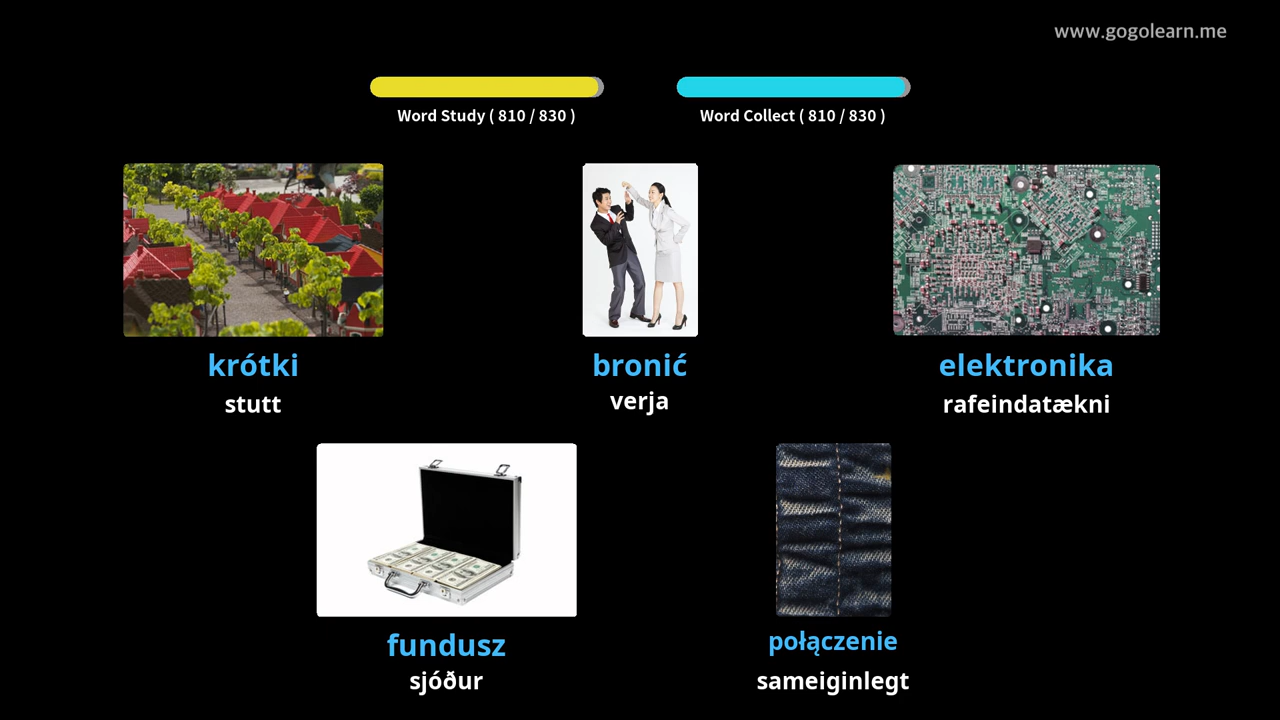 www.gogolearn.me
Word Study ( 810 / 830 )
Word Collect ( 810 / 830 )
krótki
stutt
bronić
verja
elektronika
rafeindatækni
fundusz
sjóður
połączenie
sameiginlegt